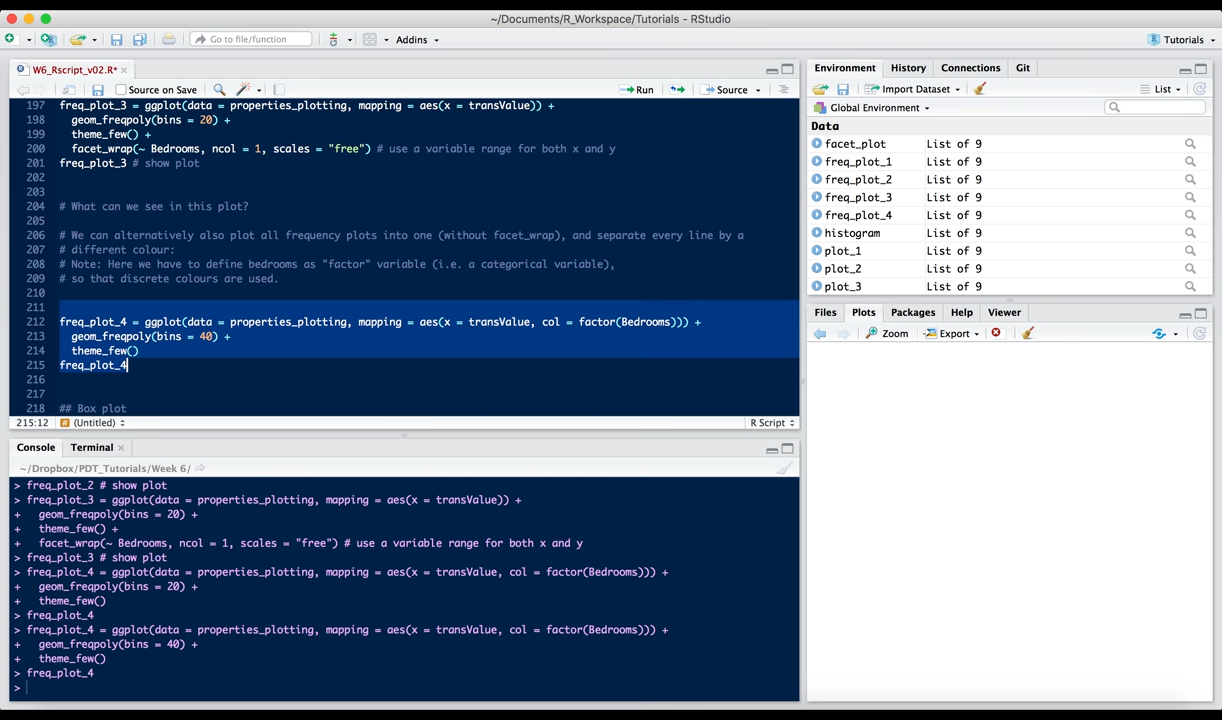 ~/Documents/R_Workspace/Tutorials - RStudio
Go to file/function
Addins
Tutorials
W6_Rscript_v02.R*
Source on Save
Run
Source
197 freq_plot_3 = ggplot(data = properties_plotting, mapping = aes(x = transValue)) +
198 geom_freqpoly(bins = 20) +
199 theme_few() +
200 facet_wrap(~ Bedrooms, ncol = 1, scales = "free") # use a variable range for both x and y
201 freq_plot_3 # show plot
202
203
204 # What can we see in this plot?
205
206 # We can alternatively also plot all frequency plots into one (without facet_wrap), and separate every line by a
207 # different colour:
208 # Note: Here we have to define bedrooms as "factor" variable (i.e. a categorical variable),
209 # so that discrete colours are used.
210
211
212 freq_plot_4 = ggplot(data = properties_plotting, mapping = aes(x = transValue, col = factor(Bedrooms))) +
213 geom_freqpoly(bins = 40) +
214 theme_few()
215 freq_plot_4
216
217
218 ## Box plot
215:12 # (Untitled) R Script
Console Terminal
~/Dropbox/PDT_Tutorials/Week 6/
> freq_plot_2 # show plot
> freq_plot_3 = ggplot(data = properties_plotting, mapping = aes(x = transValue)) +
+ geom_freqpoly(bins = 20) +
+ theme_few() +
+ facet_wrap(~ Bedrooms, ncol = 1, scales = "free") # use a variable range for both x and y
> freq_plot_3 # show plot
> freq_plot_4 = ggplot(data = properties_plotting, mapping = aes(x = transValue, col = factor(Bedrooms))) +
+ geom_freqpoly(bins = 20) +
+ theme_few()
> freq_plot_4
> freq_plot_4 = ggplot(data = properties_plotting, mapping = aes(x = transValue, col = factor(Bedrooms))) +
+ geom_freqpoly(bins = 40) +
+ theme_few()
> freq_plot_4
>
Environment History Connections Git
Import Dataset List
Global Environment
Data
facet_plot List of 9
freq_plot_1 List of 9
freq_plot_2 List of 9
freq_plot_3 List of 9
freq_plot_4 List of 9
histogram List of 9
plot_1 List of 9
plot_2 List of 9
plot_3 List of 9
Files Plots Packages Help Viewer
Zoom Export